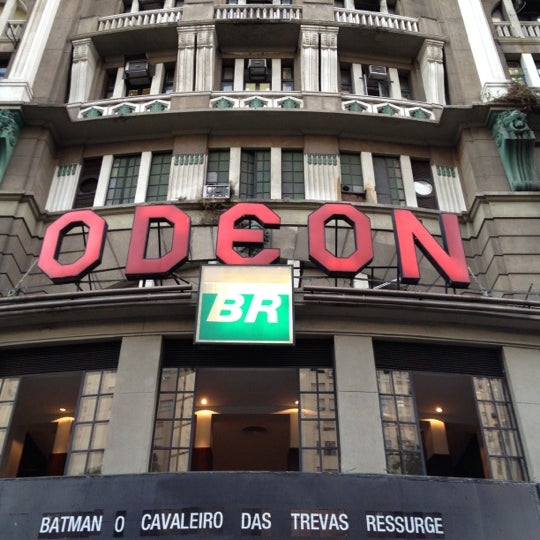 ODEON
BR
BATMAN O CAVALEIRO DAS TREVAS RESSURGE